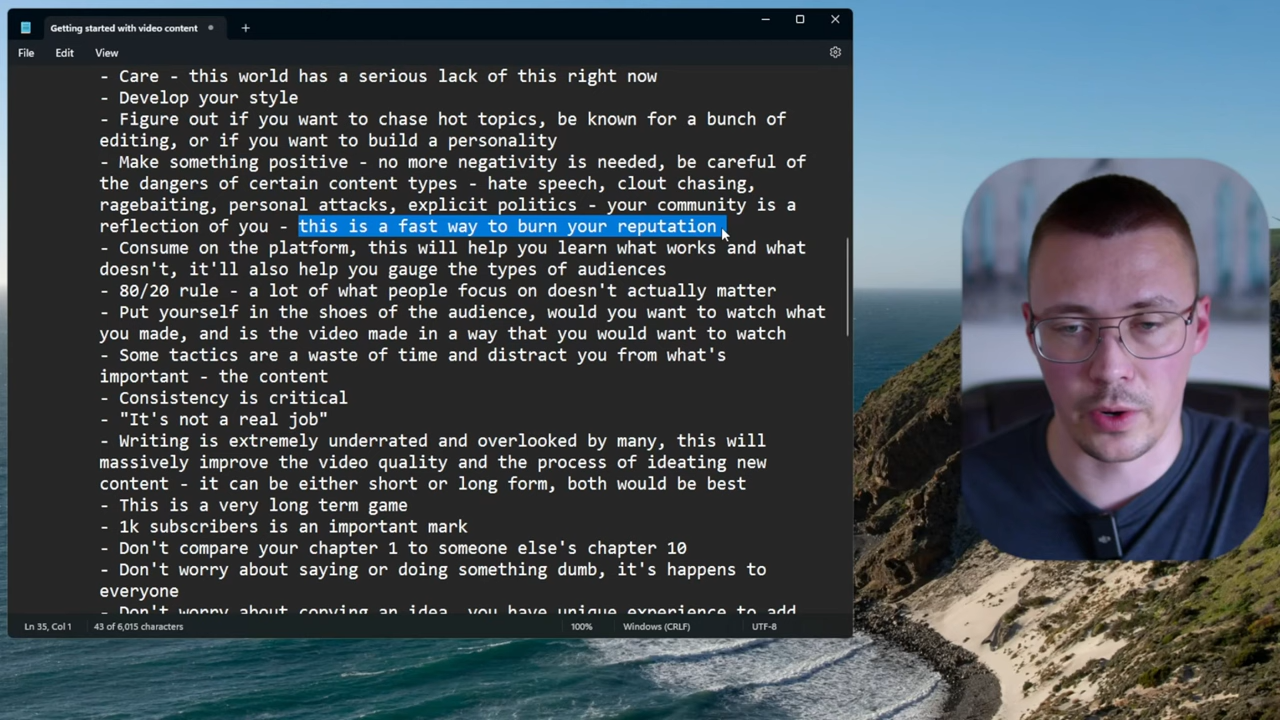 Getting started with video content
File Edit View
- Care - this world has a serious lack of this right now
- Develop your style
- Figure out if you want to chase hot topics, be known for a bunch of
editing, or if you want to build a personality
- Make something positive - no more negativity is needed, be careful of
the dangers of certain content types - hate speech, clout chasing,
ragebaiting, personal attacks, explicit politics - your community is a
reflection of you - this is a fast way to burn your reputation
- Consume on the platform, this will help you learn what works and what
doesn't, it'll also help you gauge the types of audiences
- 80/20 rule - a lot of what people focus on doesn't actually matter
- Put yourself in the shoes of the audience, would you want to watch what
you made, and is the video made in a way that you would want to watch
- Some tactics are a waste of time and distract you from what's
important - the content
- Consistency is critical
- "It's not a real job"
- Writing is extremely underrated and overlooked by many, this will
massively improve the video quality and the process of ideating new
content - it can be either short or long form, both would be best
- This is a very long term game
- 1k subscribers is an important mark
- Don't compare your chapter 1 to someone else's chapter 10
- Don't worry about saying or doing something dumb, it's happens to
everyone
- Don't worry about copying an idea, you have unique experience to add
Ln 35, Col 1 43 of 6,015 characters 100% Windows (CRLF) UTF-8